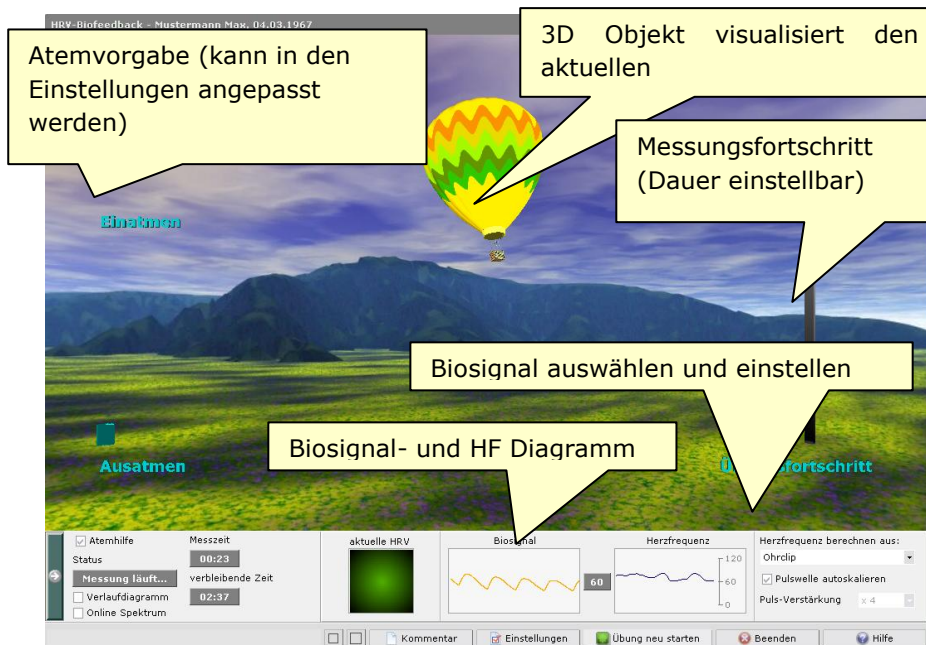 HRV-Biofeedback - Mustermann Max, 04.03.1967
Atemvorgabe (kann in den
Einstellungen angepasst
werden)
3D Objekt visualisiert den
aktuellen
Messungsfortschritt
(Dauer einstellbar)
Einatmen
Biosignal auswählen und einstellen
Biosignal- und HF Diagramm
Ausatmen
fortschritt
Atemhilfe
Status
Messung läuft...
Verlaufdiagramm
Online Spektrum
Messzeit
00:23
verbleibende Zeit
02:37
aktuelle HRV
Biosignal
60
Herzfrequenz
120
60
0
Herzfrequenz berechnen aus:
Ohrclip
Pulswelle autoskalieren
Puls-Verstärkung x 4
Kommentar Einstellungen Übung neu starten Beenden Hilfe